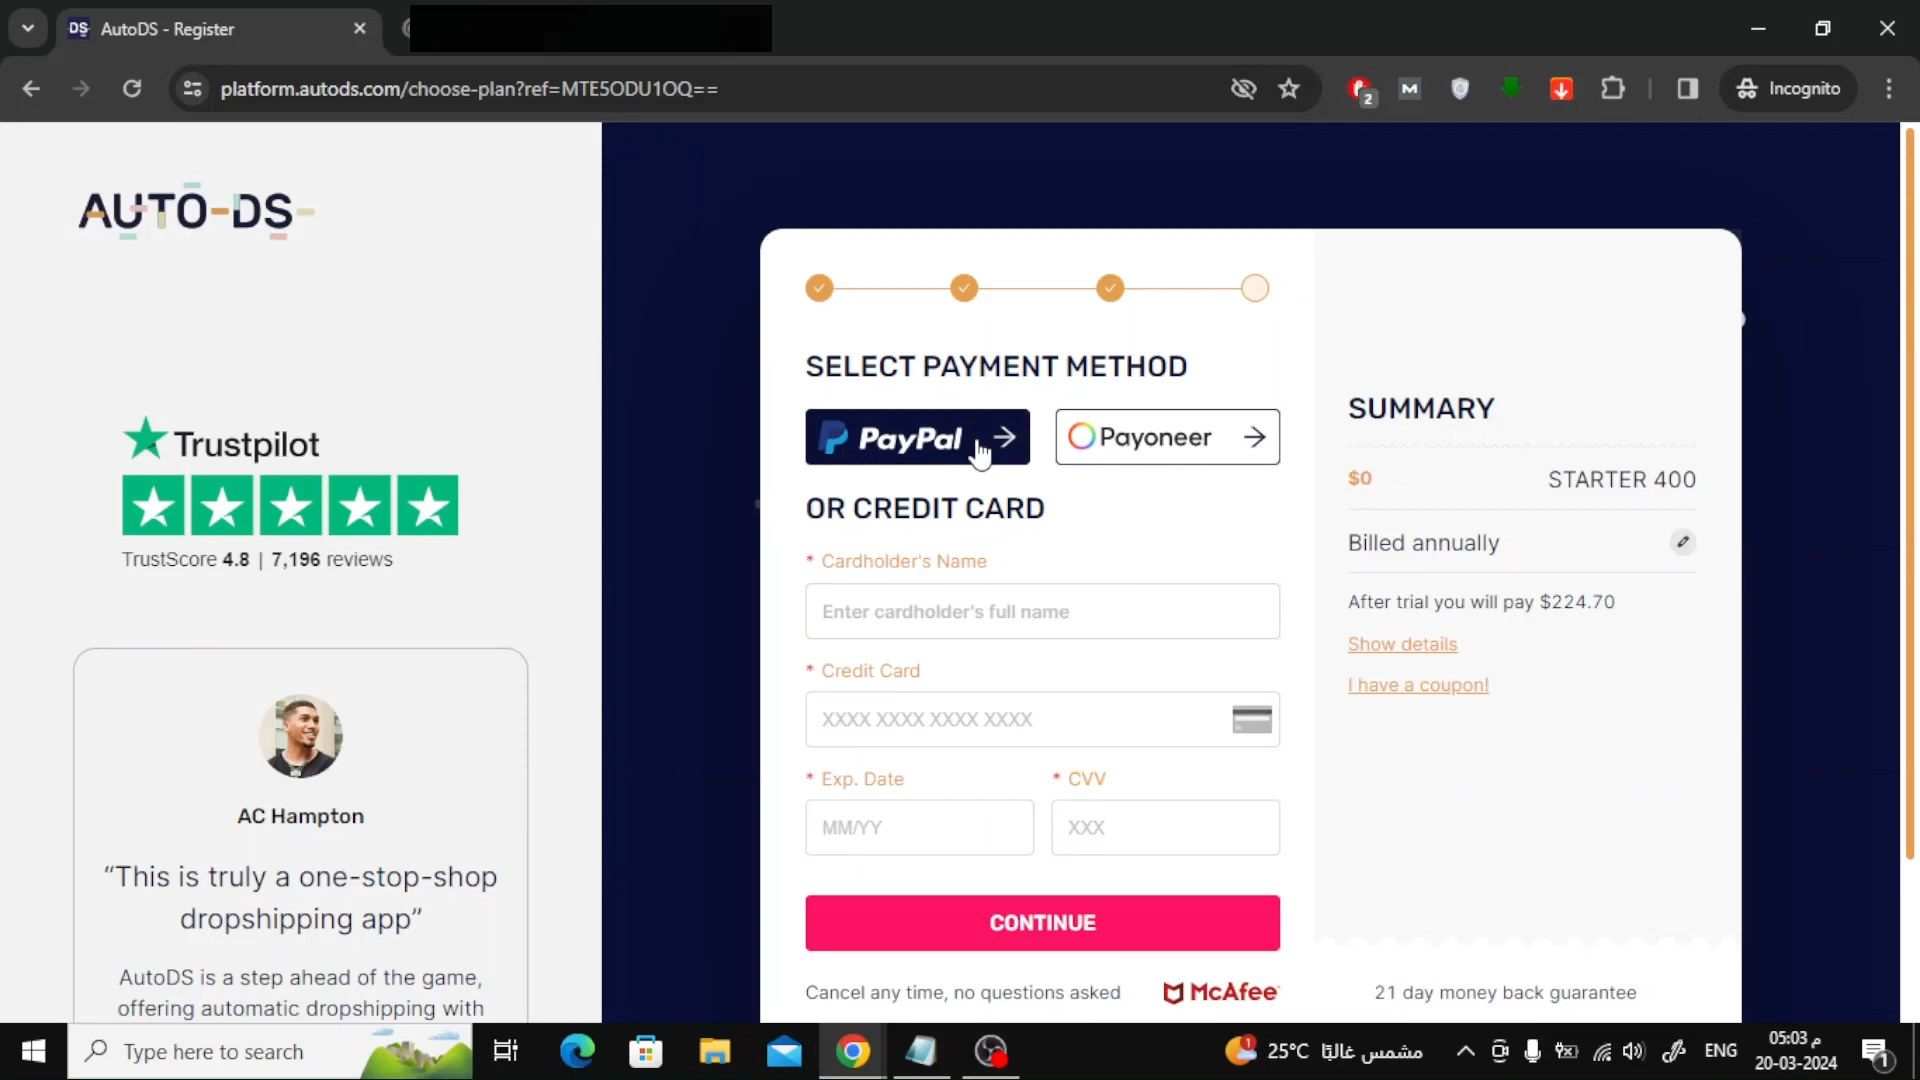 DS AutoDS - Register
platform.autods.com/choose-plan?ref=MTE5ODU1OQ==
2
M
Incognito
AUTO-DS
Trustpilot
TrustScore 4.8 | 7,196 reviews
AC Hampton
“This is truly a one-stop-shop
dropshipping app”
AutoDS is a step ahead of the game,
offering automatic dropshipping with
SELECT PAYMENT METHOD
PayPal
Payoneer
OR CREDIT CARD
* Cardholder's Name
Enter cardholder's full name
* Credit Card
XXXX XXXX XXXX XXXX
* Exp. Date
* CVV
MM/YY
XXX
CONTINUE
Cancel any time, no questions asked
McAfee
SUMMARY
$0 STARTER 400
Billed annually
After trial you will pay $224.70
Show details
I have a coupon!
21 day money back guarantee
Type here to search
1
25°C مشمس غالبًا
ENG
05:03 م
20-03-2024
1